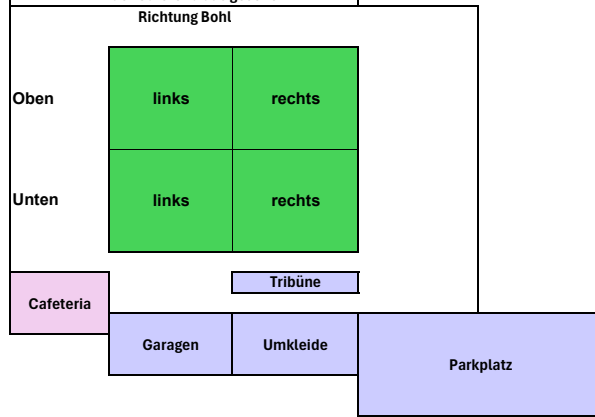 Richtung Bohl
Oben
links
rechts
Unten
links
rechts
Tribüne
Cafeteria
Garagen
Umkleide
Parkplatz